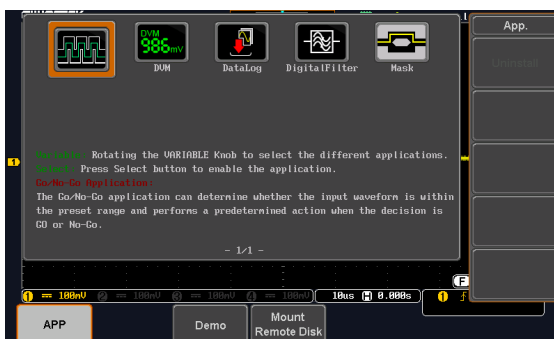 App.
Uninstall
DVM
986mV
DVM
DataLog
DigitalFilter
Mask
Variable: Rotating the VARIABLE Knob to select the different applications.
Select: Press Select button to enable the application.
Go/No-Go Application:
The Go/No-Go application can determine whether the input waveform is within
the preset range and performs a predetermined action when the decision is
GO or No-Go.
- 1/1 -
1
F
1 100mV 2 100mV 3 100mV 4 100mV 10us H 0.000s 1
APP
Demo
Mount
Remote Disk